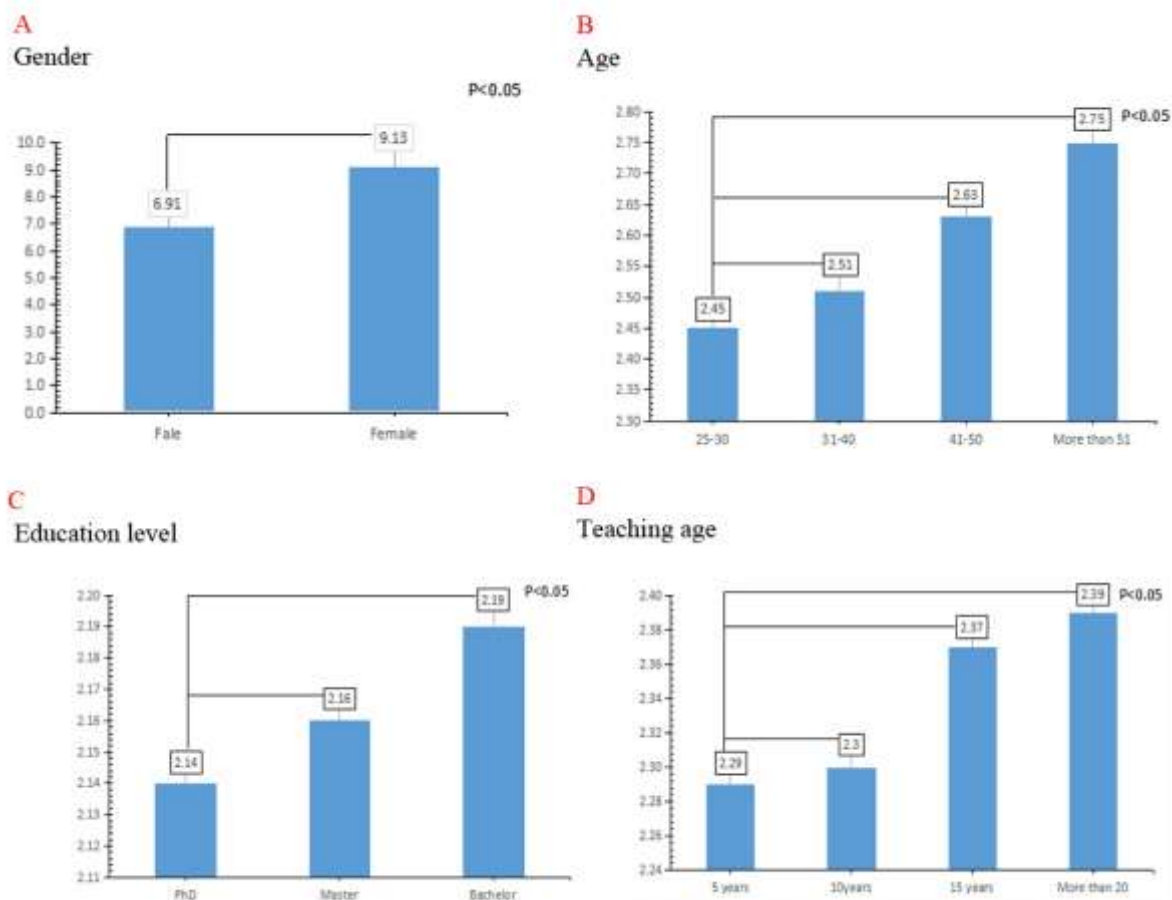 A
Gender
P<0.05
10.0
9.0
8.0
7.0
6.0
5.0
4.0
3.0
2.0
1.0
0.0
6.91
9.13
Fale
Female
B
Age
P<0.05
2.80
2.75
2.70
2.65
2.60
2.55
2.50
2.45
2.40
2.35
2.30
2.45
2.51
2.63
2.75
25-30
31-40
41-50
More than 51
C
Education level
P<0.05
2.20
2.19
2.18
2.17
2.16
2.15
2.14
2.13
2.12
2.11
2.14
2.16
2.19
PhD
Master
Bachelor
D
Teaching age
P<0.05
2.40
2.38
2.36
2.34
2.32
2.30
2.28
2.26
2.24
2.29
2.3
2.37
2.39
5 years
10years
15 years
More than 20